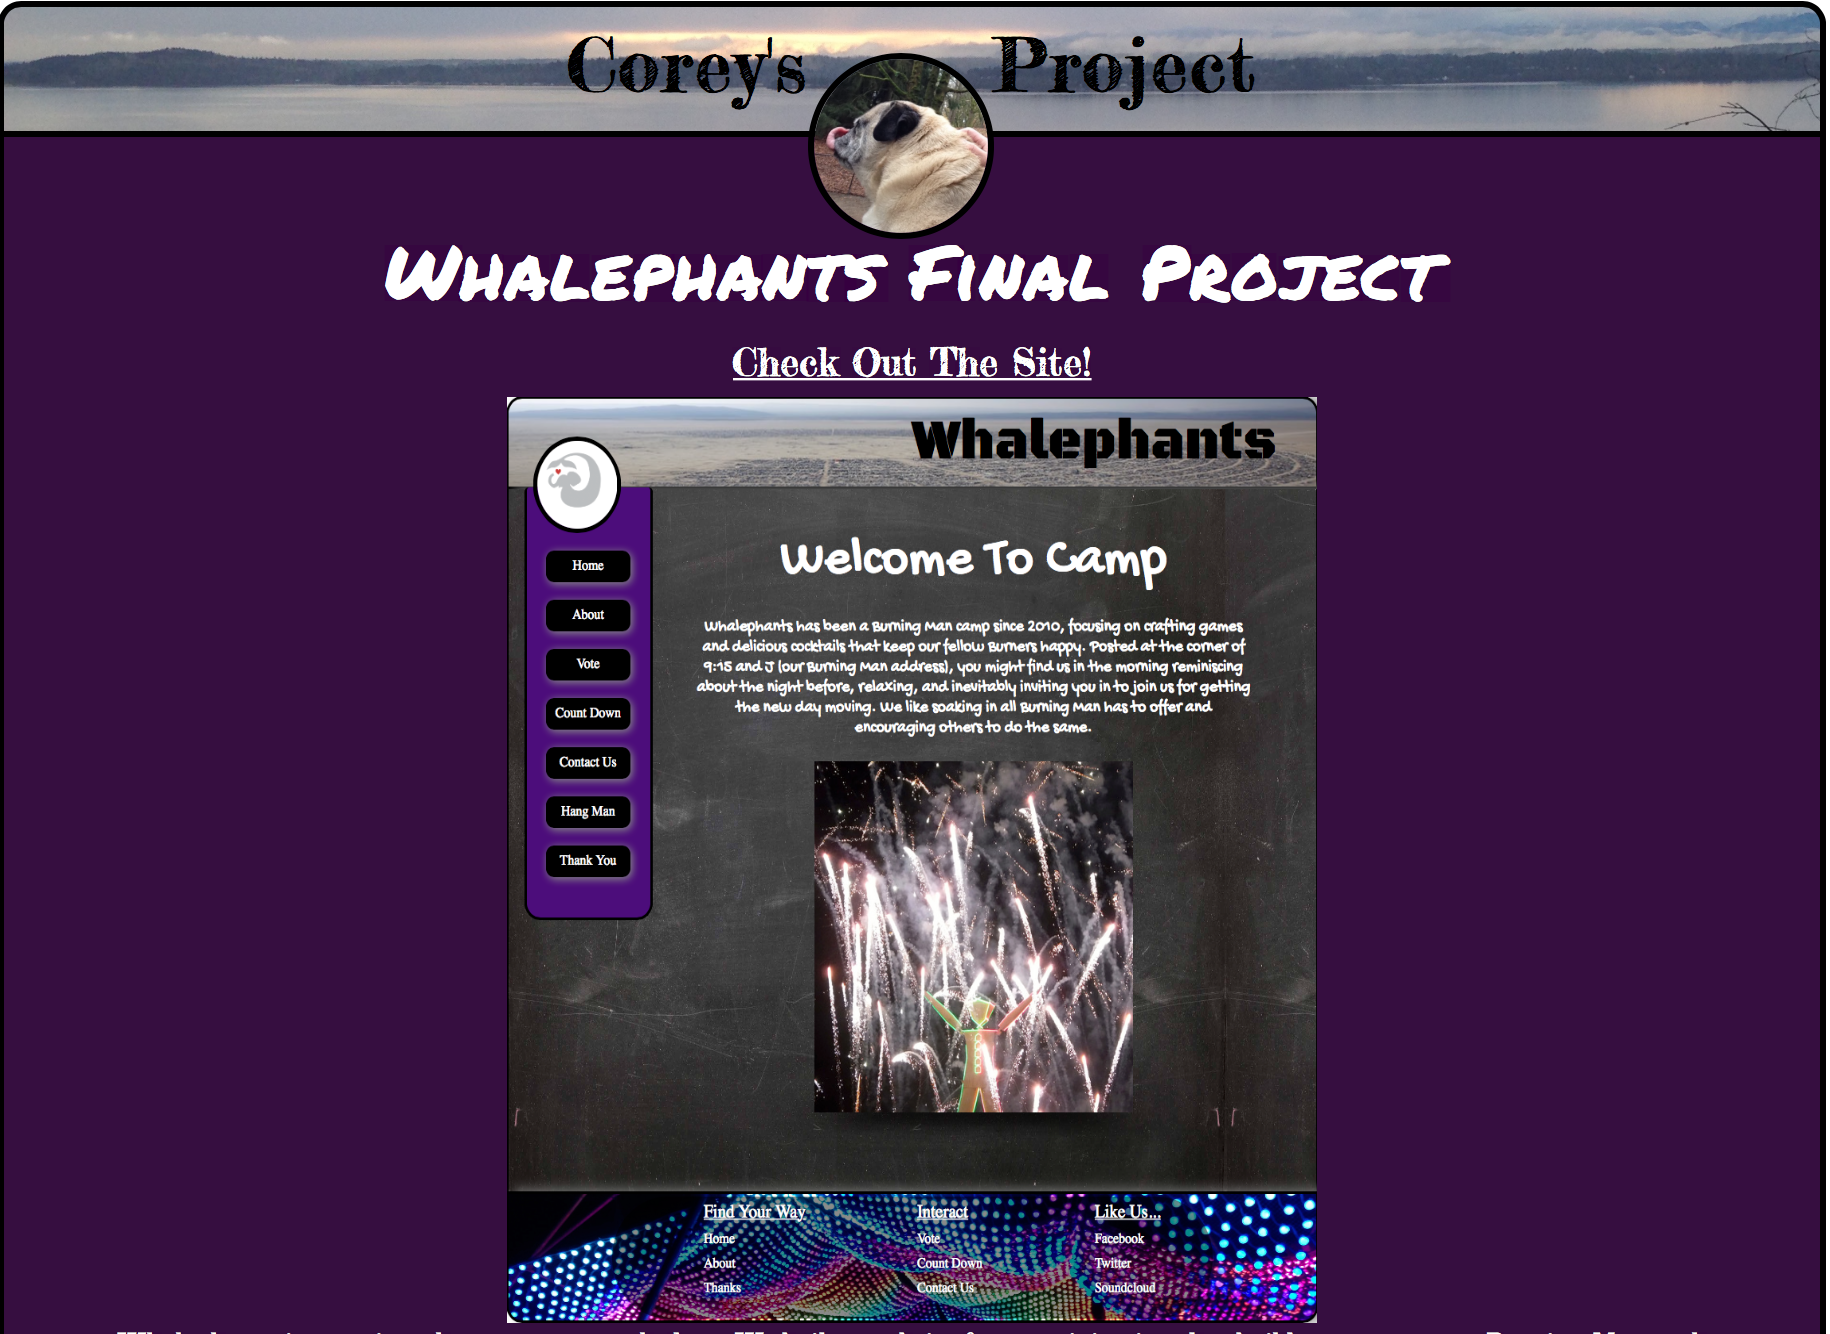 Corey's Project
Whalephants Final Project
Check Out The Site!
Whalephants
Home
About
Vote
Count Down
Contact Us
Hang Man
Thank You
Welcome To Camp
Whalephants has been a Burning Man camp since 2010, focusing on crafting games
and delicious cocktails that keep our fellow Burners happy. Posted at the corner of
9:15 and J (our Burning Man address), you might find us in the morning reminiscing
about the night before, relaxing, and inevitably inviting you in to join us for getting
the new day moving. We like soaking in all Burning Man has to offer and
encouraging others to do the same.
Find Your Way
Home
About
Thanks
Interact
Vote
Count Down
Contact Us
Like Us...
Facebook
Twitter
Soundcloud